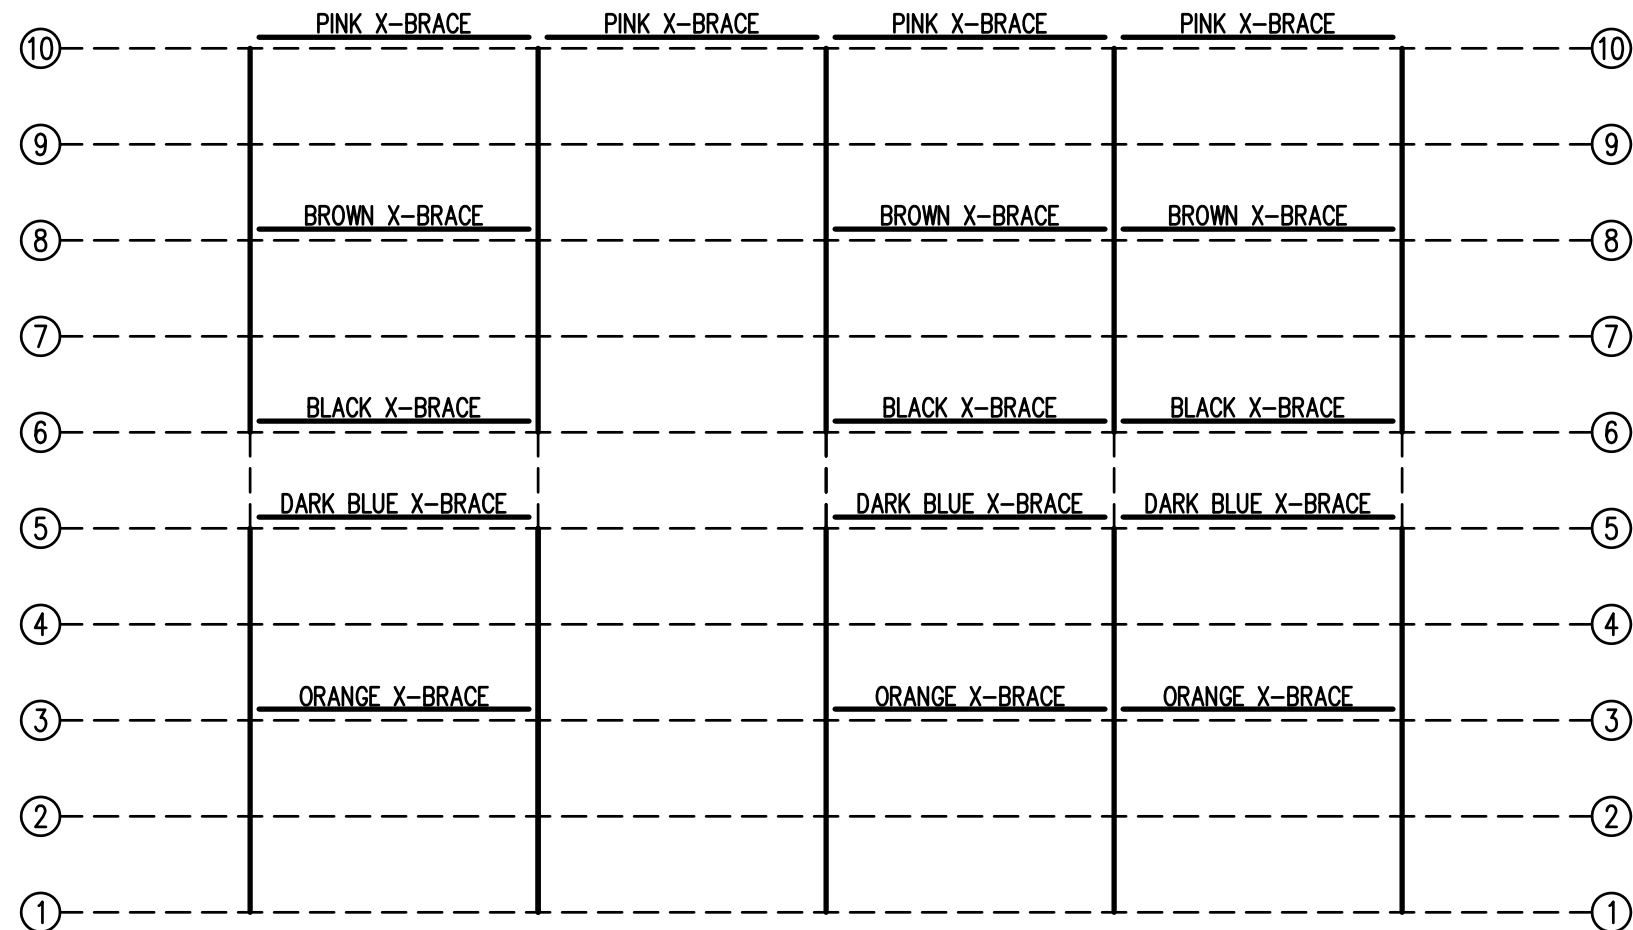 PINK X-BRACE PINK X-BRACE PINK X-BRACE PINK X-BRACE
10 10
9 9
BROWN X-BRACE BROWN X-BRACE BROWN X-BRACE
8 8
7 7
BLACK X-BRACE BLACK X-BRACE BLACK X-BRACE
6 6
DARK BLUE X-BRACE DARK BLUE X-BRACE DARK BLUE X-BRACE
5 5
4 4
ORANGE X-BRACE ORANGE X-BRACE ORANGE X-BRACE
3 3
2 2
1 1